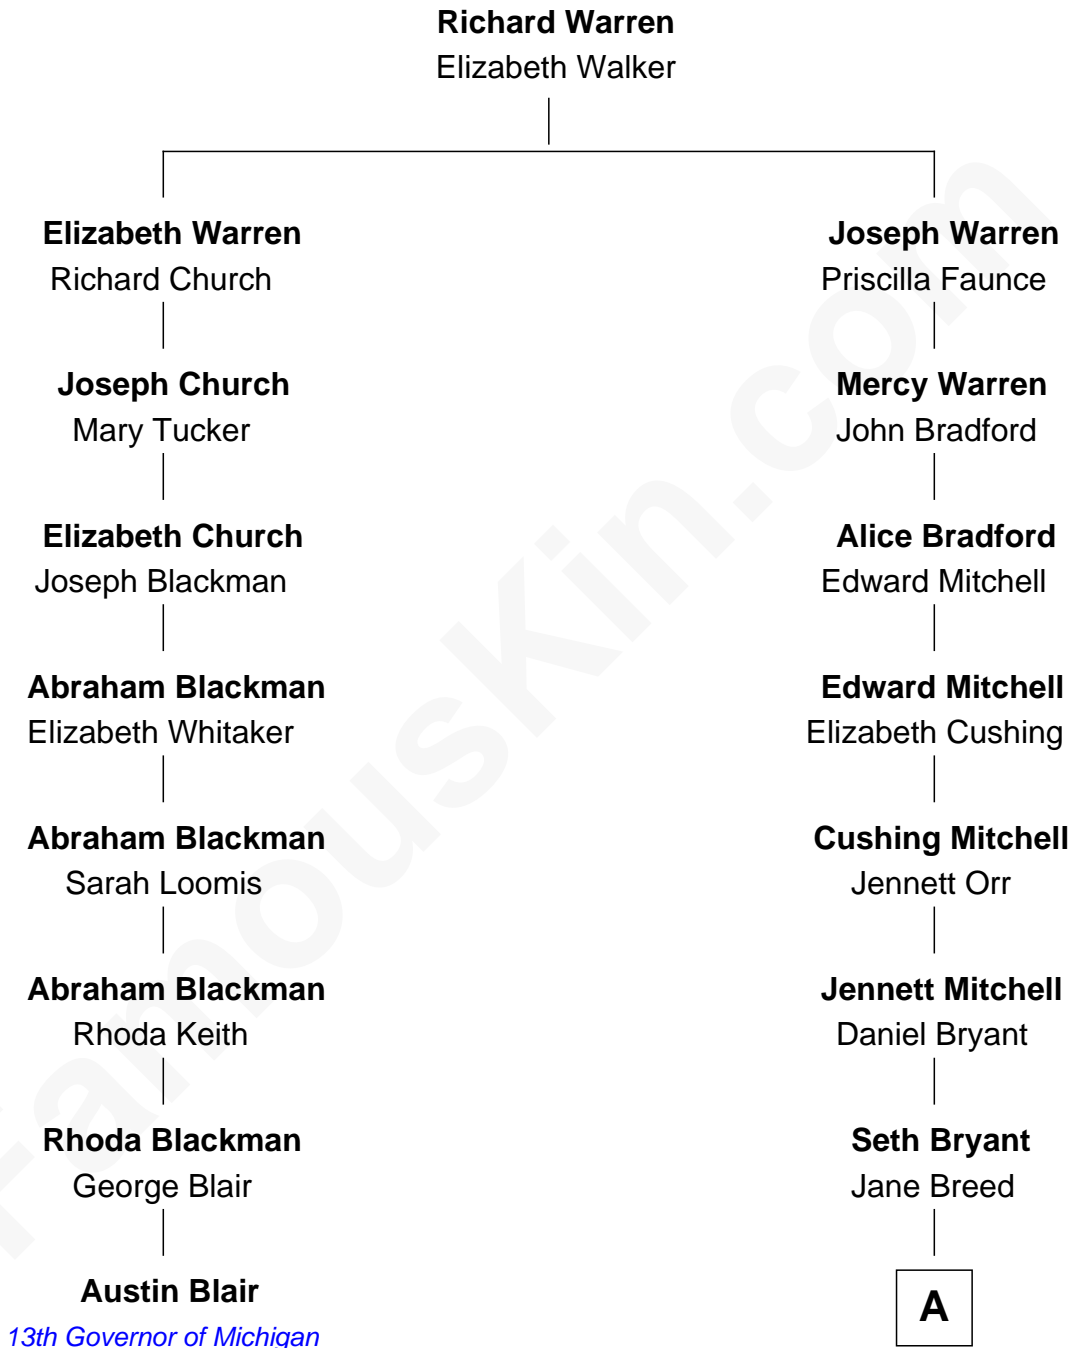 Richard Warren
Elizabeth Walker
Elizabeth Warren
Richard Church
Joseph Warren
Priscilla Faunce
Joseph Church
Mary Tucker
Mercy Warren
John Bradford
Elizabeth Church
Joseph Blackman
Alice Bradford
Edward Mitchell
Abraham Blackman
Elizabeth Whitaker
Edward Mitchell
Elizabeth Cushing
Abraham Blackman
Sarah Loomis
Cushing Mitchell
Jennett Orr
Abraham Blackman
Rhoda Keith
Jennett Mitchell
Daniel Bryant
Rhoda Blackman
George Blair
Seth Bryant
Jane Breed
Austin Blair
13th Governor of Michigan
A
FamousKin.com